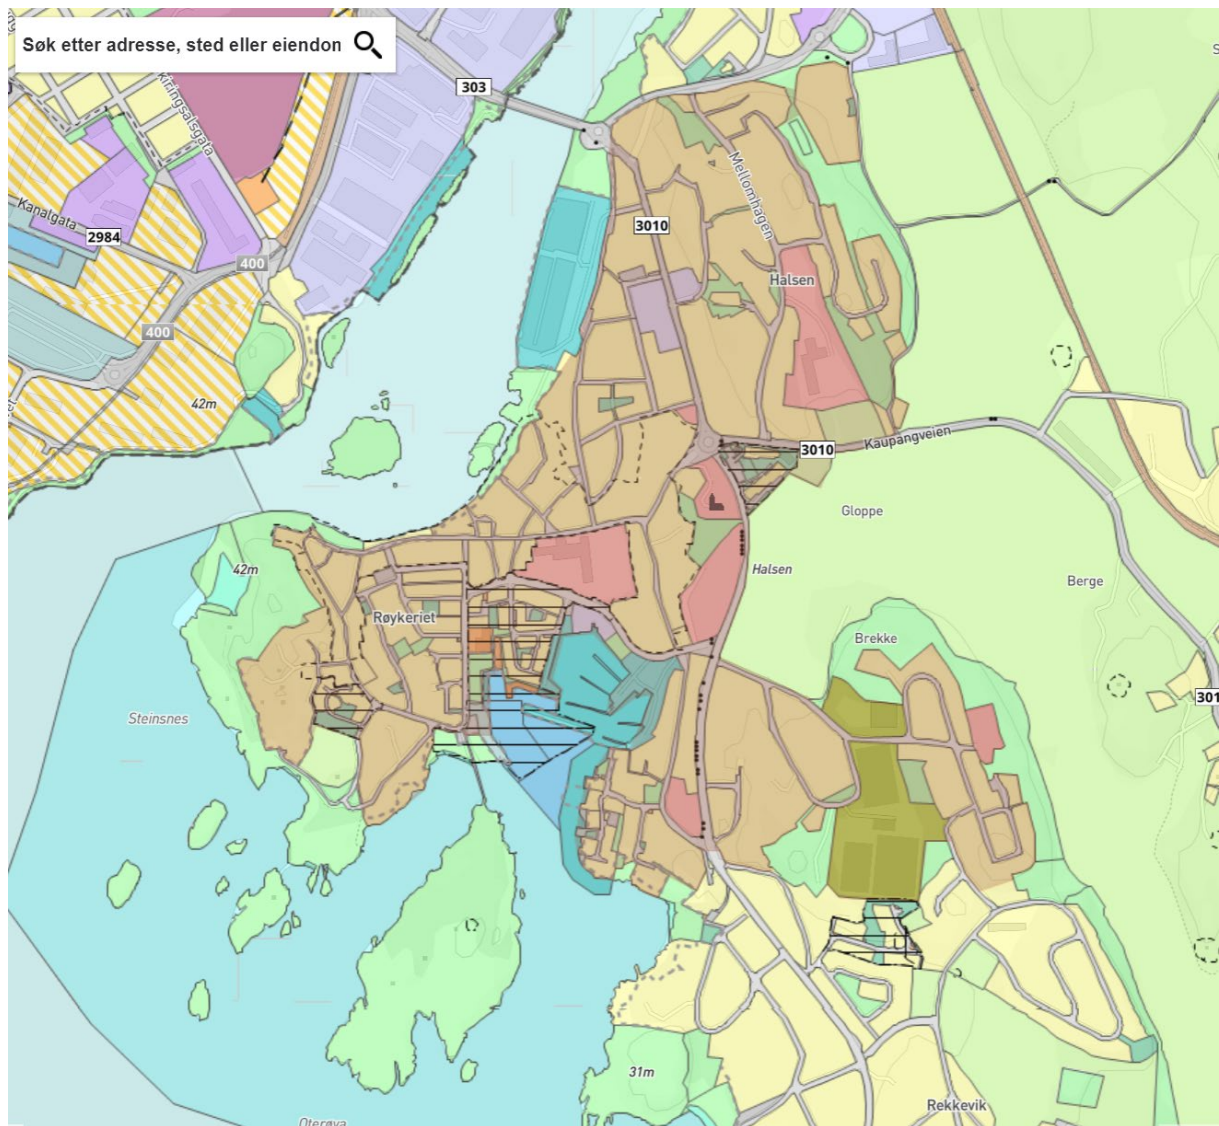 Søk etter adresse, sted eller eiendon
303
Kanalgata
2984
400
400
42m
3010
Mellomhagen
Halsen
3010
Kaupangveien
Gloppe
Halsen
Berge
42m
Røykeriet
Brekke
Steinsnes
301
31m
Rekkevik
Oterøya